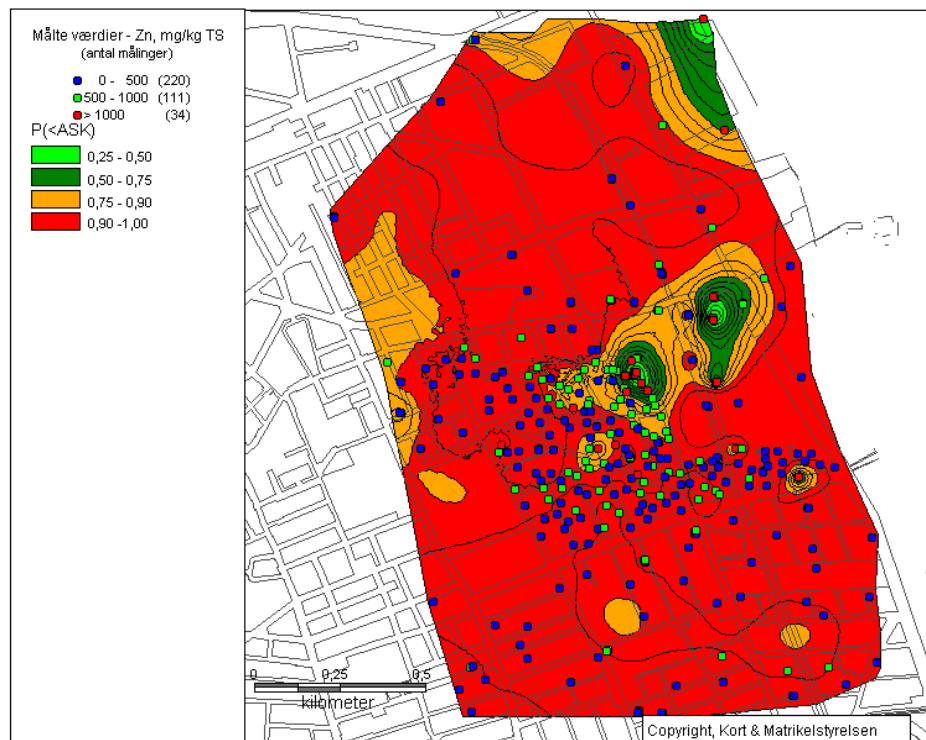 Målte værdier - Zn, mg/kg TS
(antal målinger)
0 - 500 (220)
500 - 1000 (111)
> 1000 (34)
P(<ASK)
0,25 - 0,50
0,50 - 0,75
0,75 - 0,90
0,90 -1,00
0 0,25 0,5
kilometer
Copyright, Kort & Matrikelstyrelsen